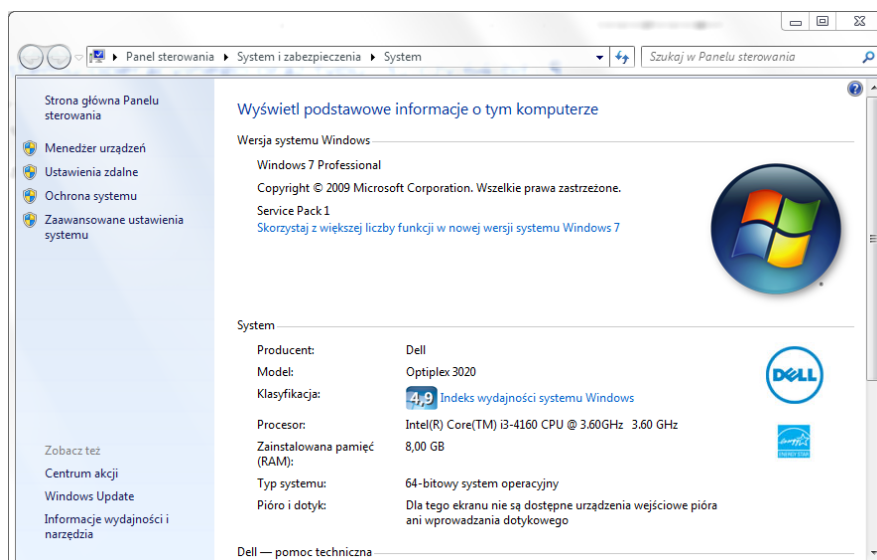 Panel sterowania ▸ System i zabezpieczenia ▸ System
Szukaj w Panelu sterowania
Strona główna Panelu
sterowania
Menedżer urządzeń
Ustawienia zdalne
Ochrona systemu
Zaawansowane ustawienia
systemu
Zobacz też
Centrum akcji
Windows Update
Informacje wydajności i
narzędzia
Wyświetl podstawowe informacje o tym komputerze
Wersja systemu Windows
Windows 7 Professional
Copyright © 2009 Microsoft Corporation. Wszelkie prawa zastrzeżone.
Service Pack 1
Skorzystaj z większej liczby funkcji w nowej wersji systemu Windows 7
System
Producent: Dell
Model: Optiplex 3020
Klasyfikacja: 4,9 Indeks wydajności systemu Windows
Procesor: Intel(R) Core(TM) i3-4160 CPU @ 3.60GHz 3.60 GHz
Zainstalowana pamięć 8,00 GB
(RAM):
Typ systemu: 64-bitowy system operacyjny
Pióro i dotyk: Dla tego ekranu nie są dostępne urządzenia wejściowe pióra
ani wprowadzania dotykowego
DELL
ENERGY STAR
Dell — pomoc techniczna